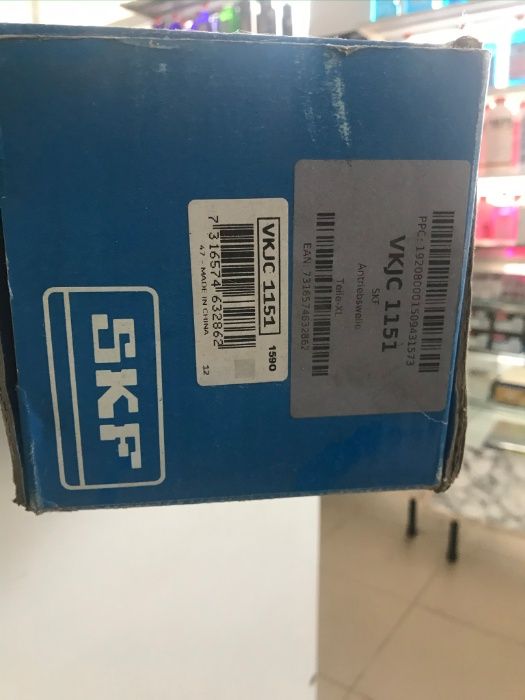 PPC: 1920800001509431573
VKJC 1151
SKF
Antriebswelle
Teile-XL
EAN 7316574632862
VKJC 1151
1590
7 316574 632862
47 - MADE IN CHINA
12
SKF